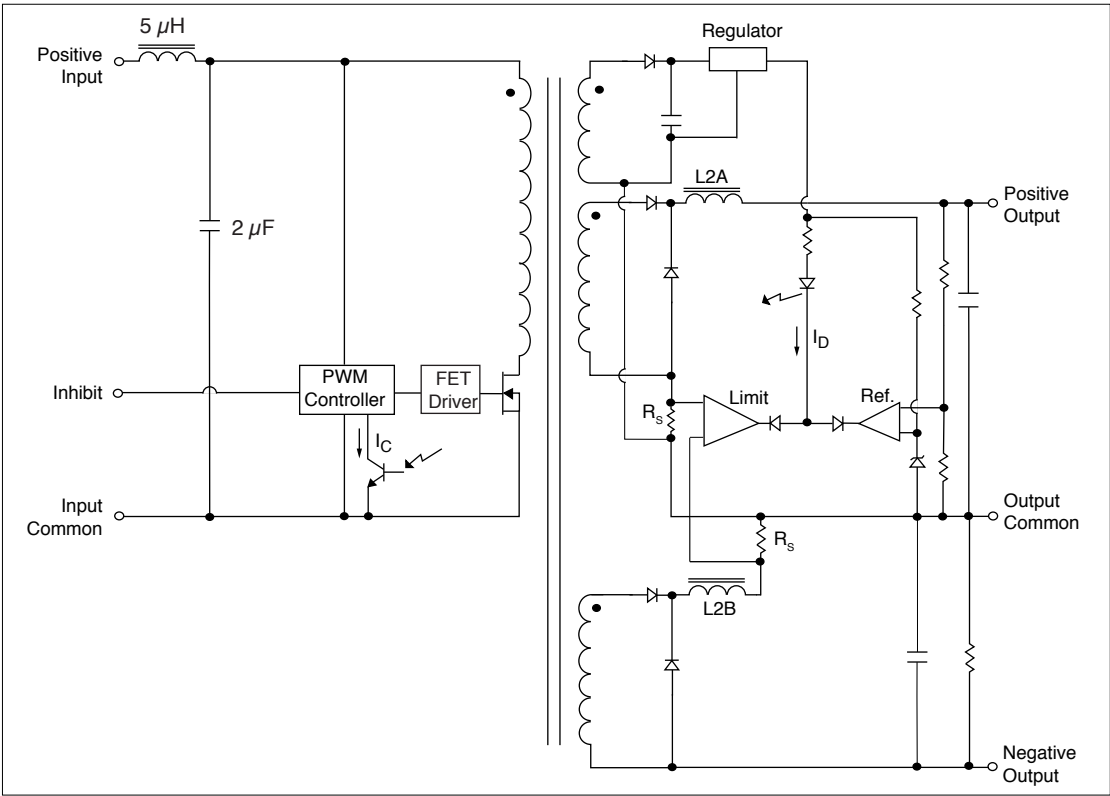 5 µH
Positive
Input
Regulator
L2A
Positive
Output
2 µF
I_D
Inhibit
PWM
Controller
FET
Driver
R_S
Limit
Ref.
I_C
Input
Common
Output
Common
R_S
L2B
Negative
Output